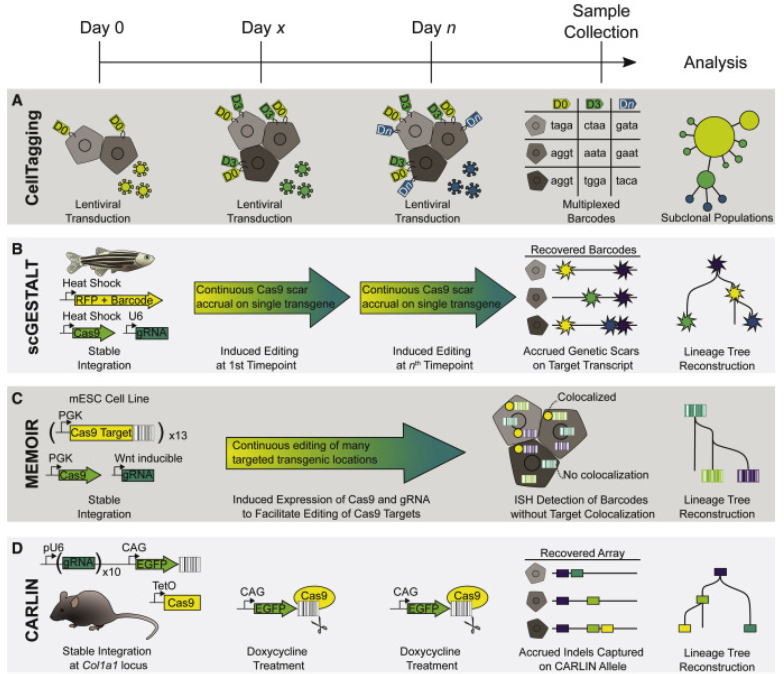 Day 0
Day x
Day n
Sample
Collection
Analysis
A
CellTagging
D0
D0
Lentiviral
Transduction
D3
D0
D3
D0
D3
D0
Lentiviral
Transduction
D3
D0
Dn
D3
D0
D3
D0
Dn
Dn
Lentiviral
Transduction
D0 D3 Dn
taga ctaa gata
aggt aata gaat
aggt tgga taca
Multiplexed
Barcodes
Subclonal Populations
B
scGESTALT
Heat Shock
RFP + Barcode
Heat Shock U6
Cas9 gRNA
Stable
Integration
Continuous Cas9 scar
accrual on single transgene
Induced Editing
at 1st Timepoint
Continuous Cas9 scar
accrual on single transgene
Induced Editing
at nth Timepoint
Recovered Barcodes
Accrued Genetic Scars
on Target Transcript
Lineage Tree
Reconstruction
C
MEMOIR
mESC Cell Line
PGK
( Cas9 Target ) x13
PGK Wnt inducible
Cas9 gRNA
Stable
Integration
Continuous editing of many
targeted transgenic locations
Induced Expression of Cas9 and gRNA
to Facilitate Editing of Cas9 Targets
Colocalized
No colocalization
ISH Detection of Barcodes
without Target Colocalization
Lineage Tree
Reconstruction
D
CARLIN
pU6 CAG
( gRNA ) x10 EGFP
TetO
Cas9
Stable Integration
at Col1a1 locus
CAG
Cas9
EGFP
Doxycycline
Treatment
CAG
Cas9
EGFP
Doxycycline
Treatment
Recovered Array
Accrued Indels Captured
on CARLIN Allele
Lineage Tree
Reconstruction